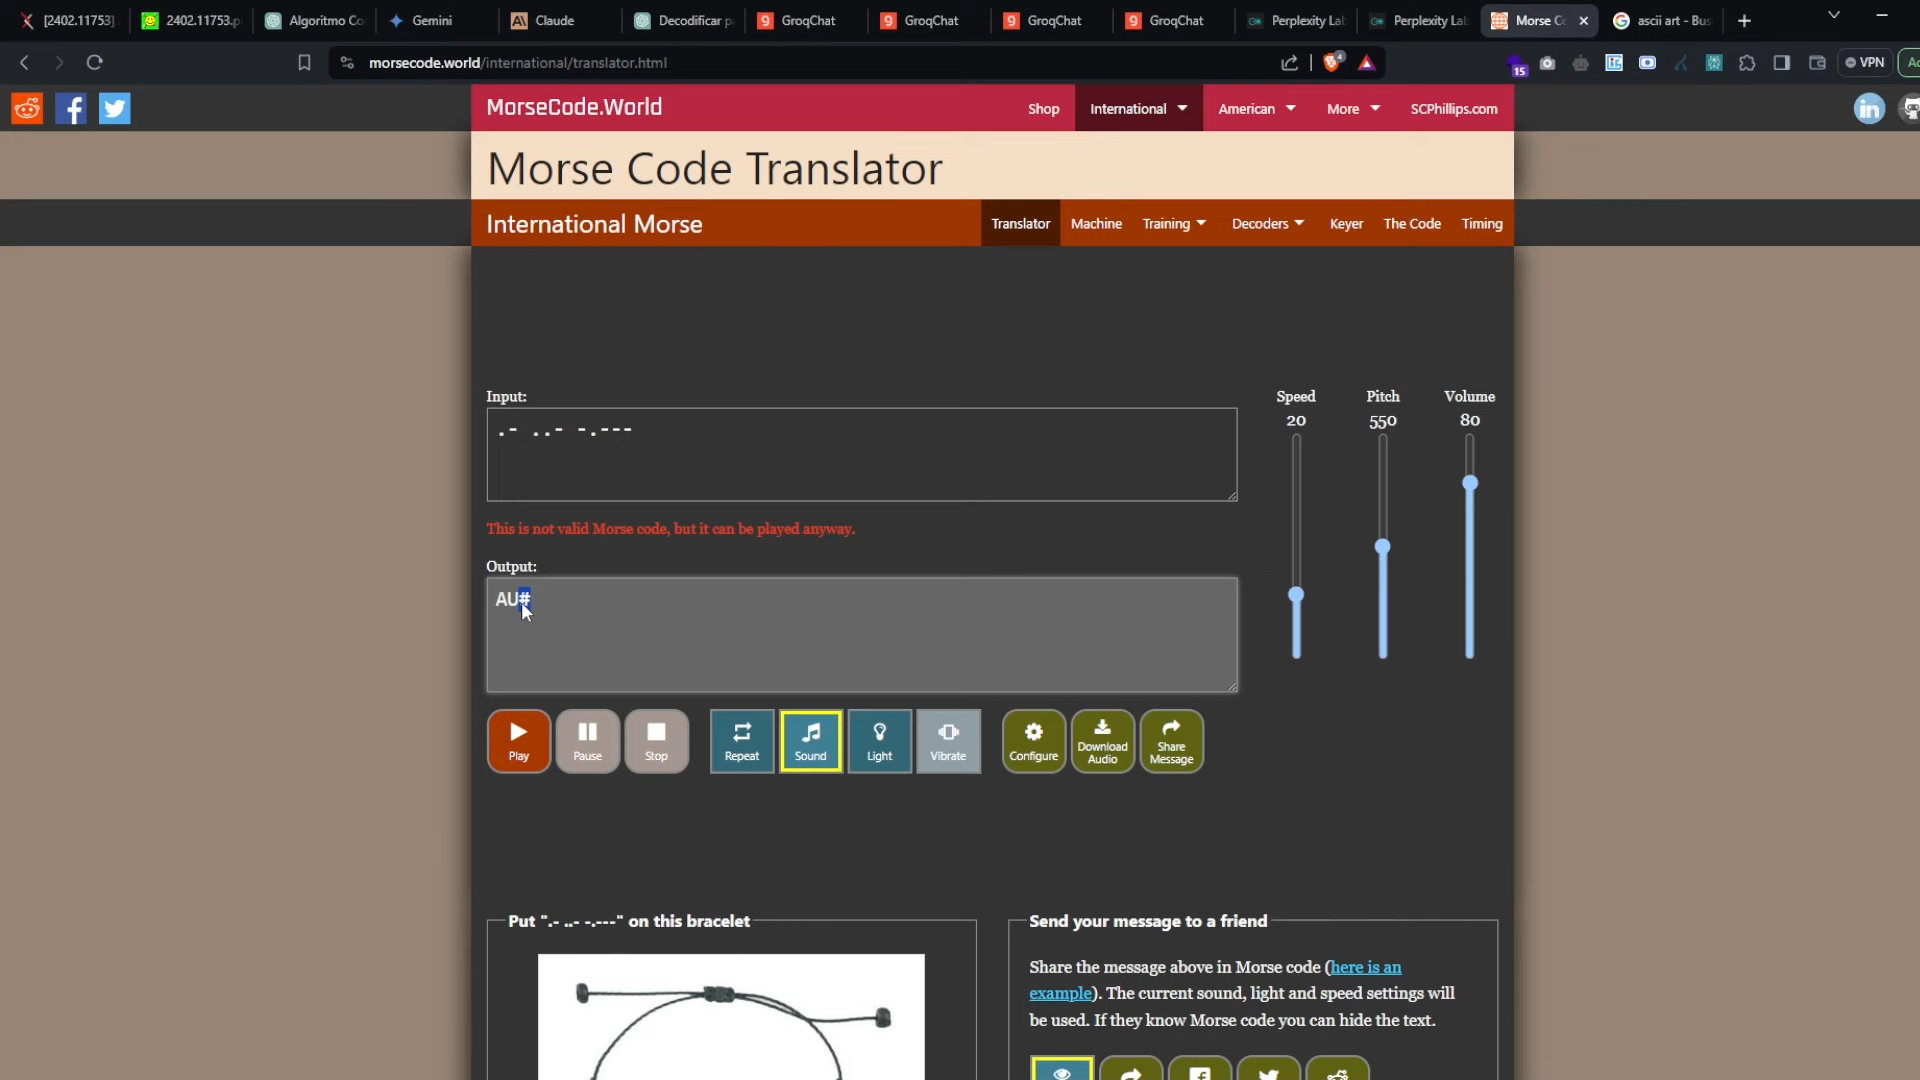 [2402.11753]
2402.11753.p
Algoritmo Co
Gemini
Claude
Decodificar p
GroqChat
GroqChat
GroqChat
GroqChat
Perplexity Lab
Perplexity Lab
Morse C
ascii art - Bus
morsecode.world/international/translator.html
4
15
VPN
MorseCode.World
Shop
International
American
More
SCPhillips.com
Morse Code Translator
International Morse
Translator
Machine
Training
Decoders
Keyer
The Code
Timing
Input:
.- ..- -.---
This is not valid Morse code, but it can be played anyway.
Output:
AU#
Speed
20
Pitch
550
Volume
80
Play
Pause
Stop
Repeat
Sound
Light
Vibrate
Configure
Download
Audio
Share
Message
Put ".- ..- -.---" on this bracelet
Send your message to a friend
Share the message above in Morse code (here is an
example). The current sound, light and speed settings will
be used. If they know Morse code you can hide the text.